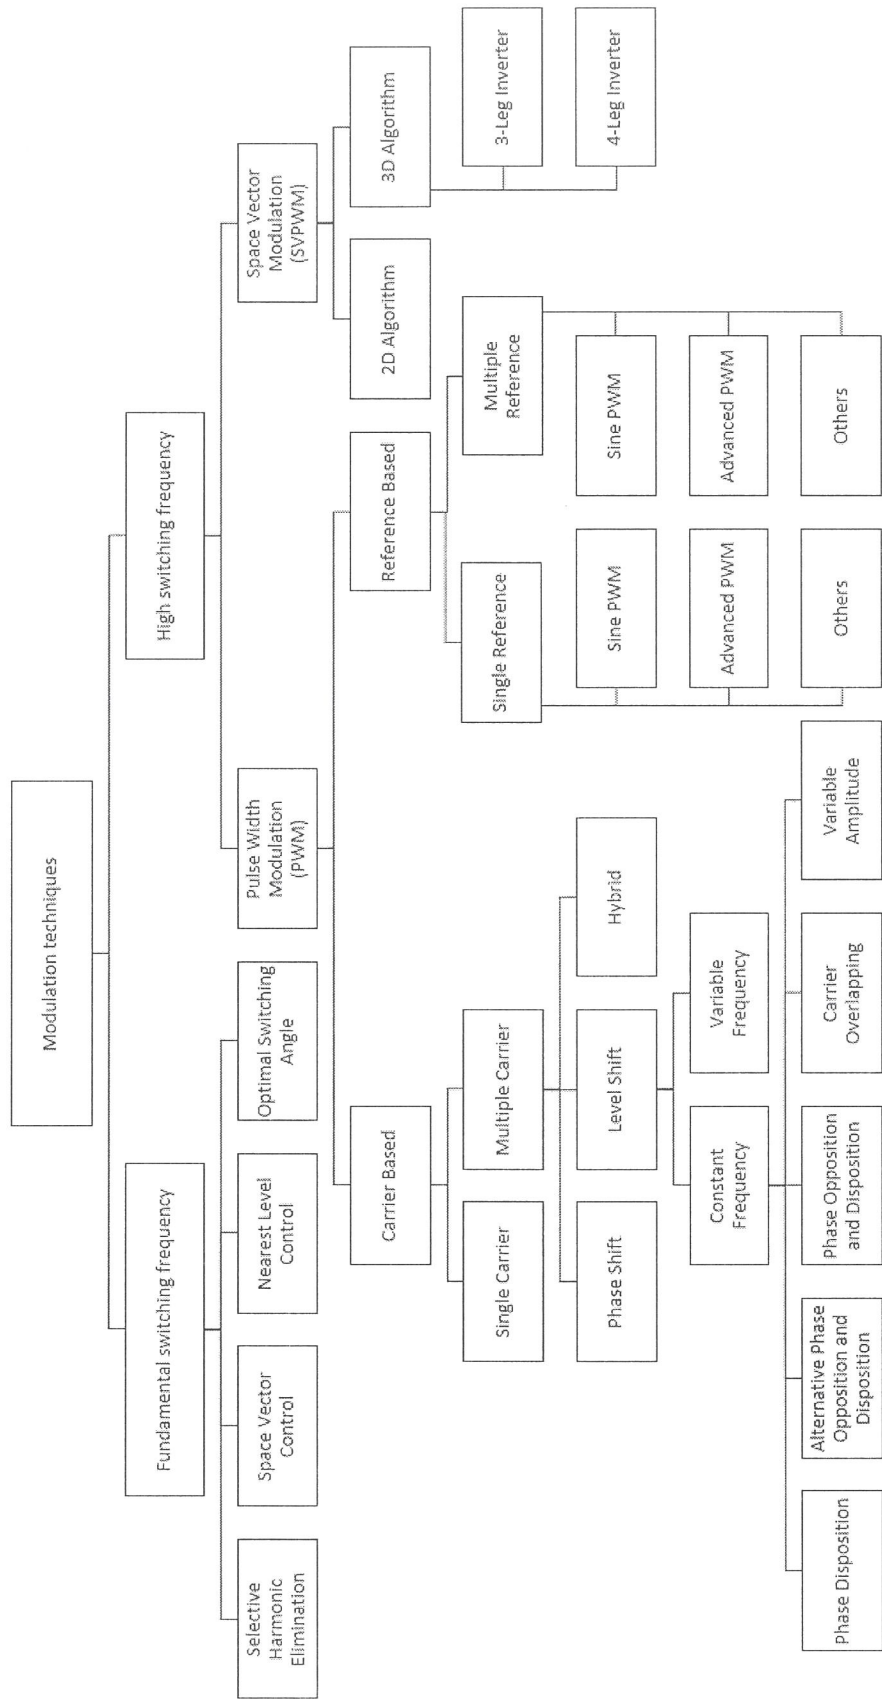 Modulation techniques
Fundamental switching frequency
High switching frequency
Selective
Harmonic
Elimination
Space Vector
Control
Nearest Level
Control
Optimal Switching
Angle
Pulse Width
Modulation
(PWM)
Space Vector
Modulation
(SVPWM)
Carrier Based
Reference Based
2D Algorithm
3D Algorithm
Single Carrier
Multiple Carrier
Single Reference
Multiple
Reference
3-Leg Inverter
Phase Shift
Level Shift
Hybrid
Sine PWM
Sine PWM
4-Leg Inverter
Constant
Frequency
Variable
Frequency
Advanced PWM
Advanced PWM
Phase Disposition
Alternative Phase
Opposition and
Disposition
Phase Opposition
and Disposition
Carrier
Overlapping
Variable
Amplitude
Others
Others